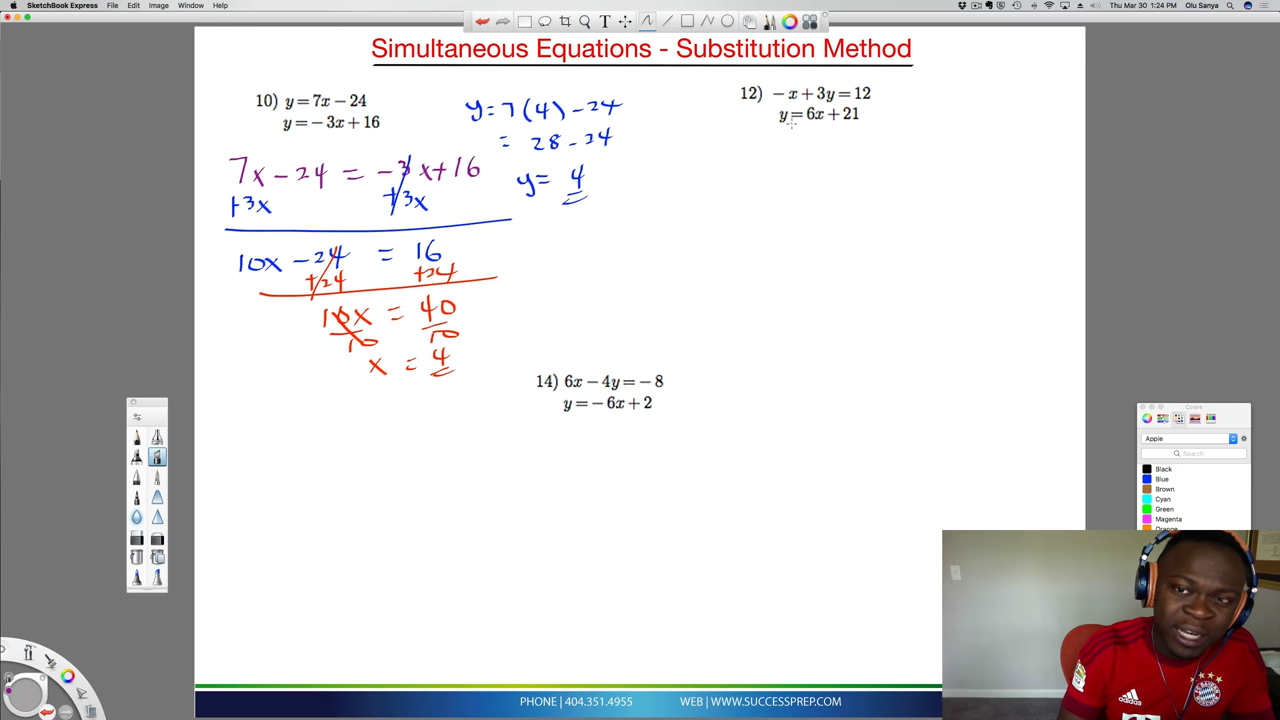 SketchBook Express File Edit Image Window Help
Thu Mar 30 1:24 PM Olu Sanya
Simultaneous Equations - Substitution Method
10) y = 7x − 24
y = − 3x + 16
7x − 24 = −3x + 16
+3x +3x
10x − 24 = 16
+24 +24
10x = 40
10 10
x = 4
y = 7(4) − 24
= 28 − 24
y = 4
12) − x + 3y = 12
y = 6x + 21
14) 6x − 4y = − 8
y = − 6x + 2
Colors
Apple
Search
Black
Blue
Brown
Cyan
Green
Magenta
Orange
adidas
PHONE | 404.351.4955 WEB | WWW.SUCCESSPREP.COM